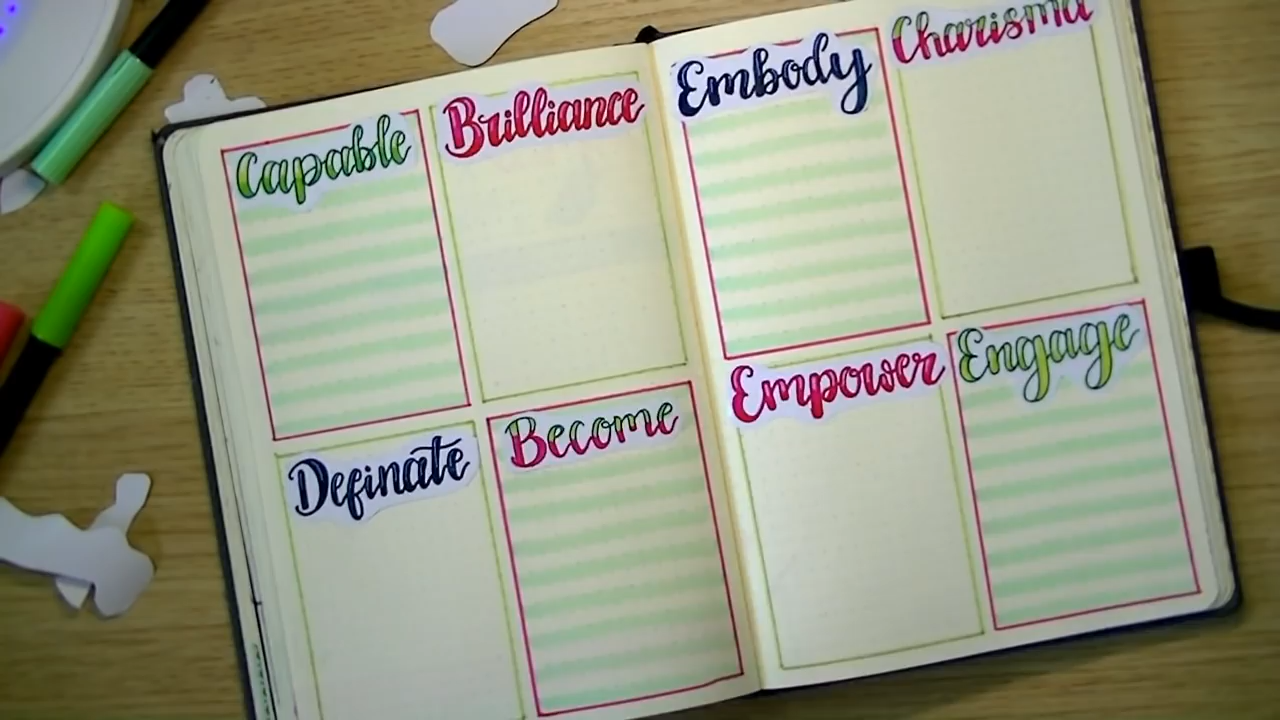 Capable
Brilliance
Definate
Become
Embody
Charisma
Empower
Engage